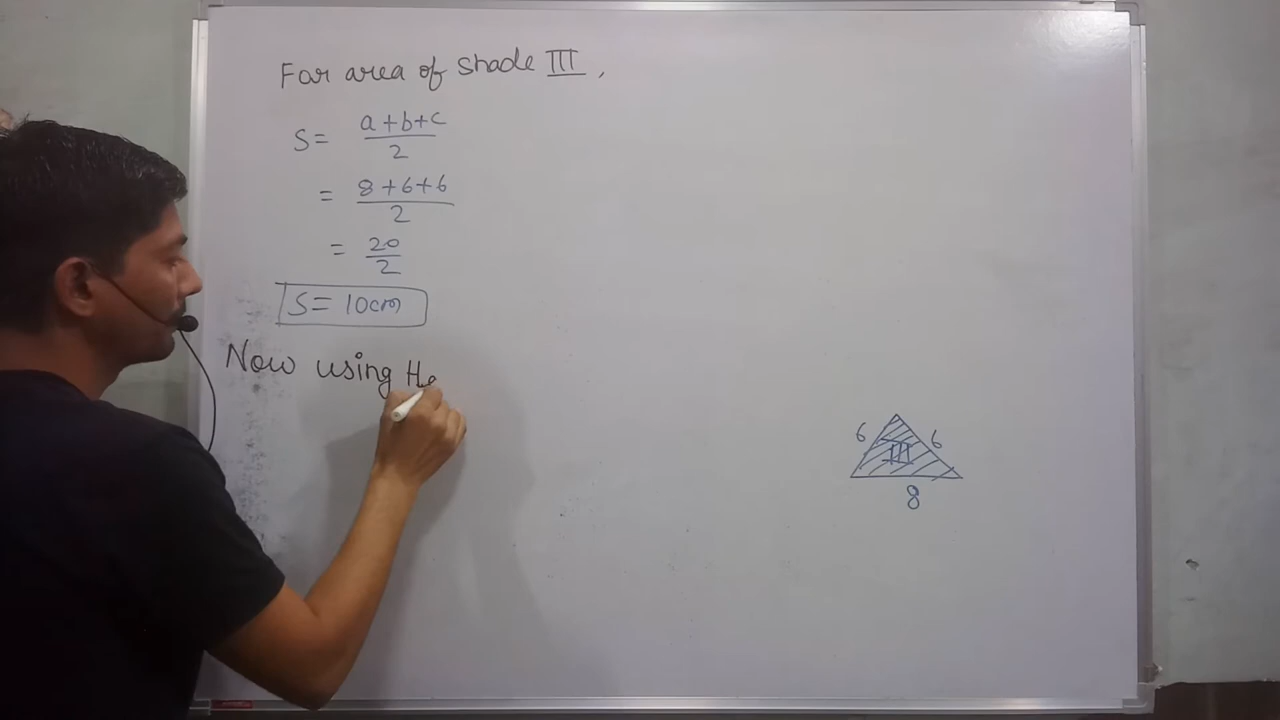 For area of shade III,
S = a+b+c / 2
= 8+6+6 / 2
= 20 / 2
S = 10cm
Now using He
6 6
III
8